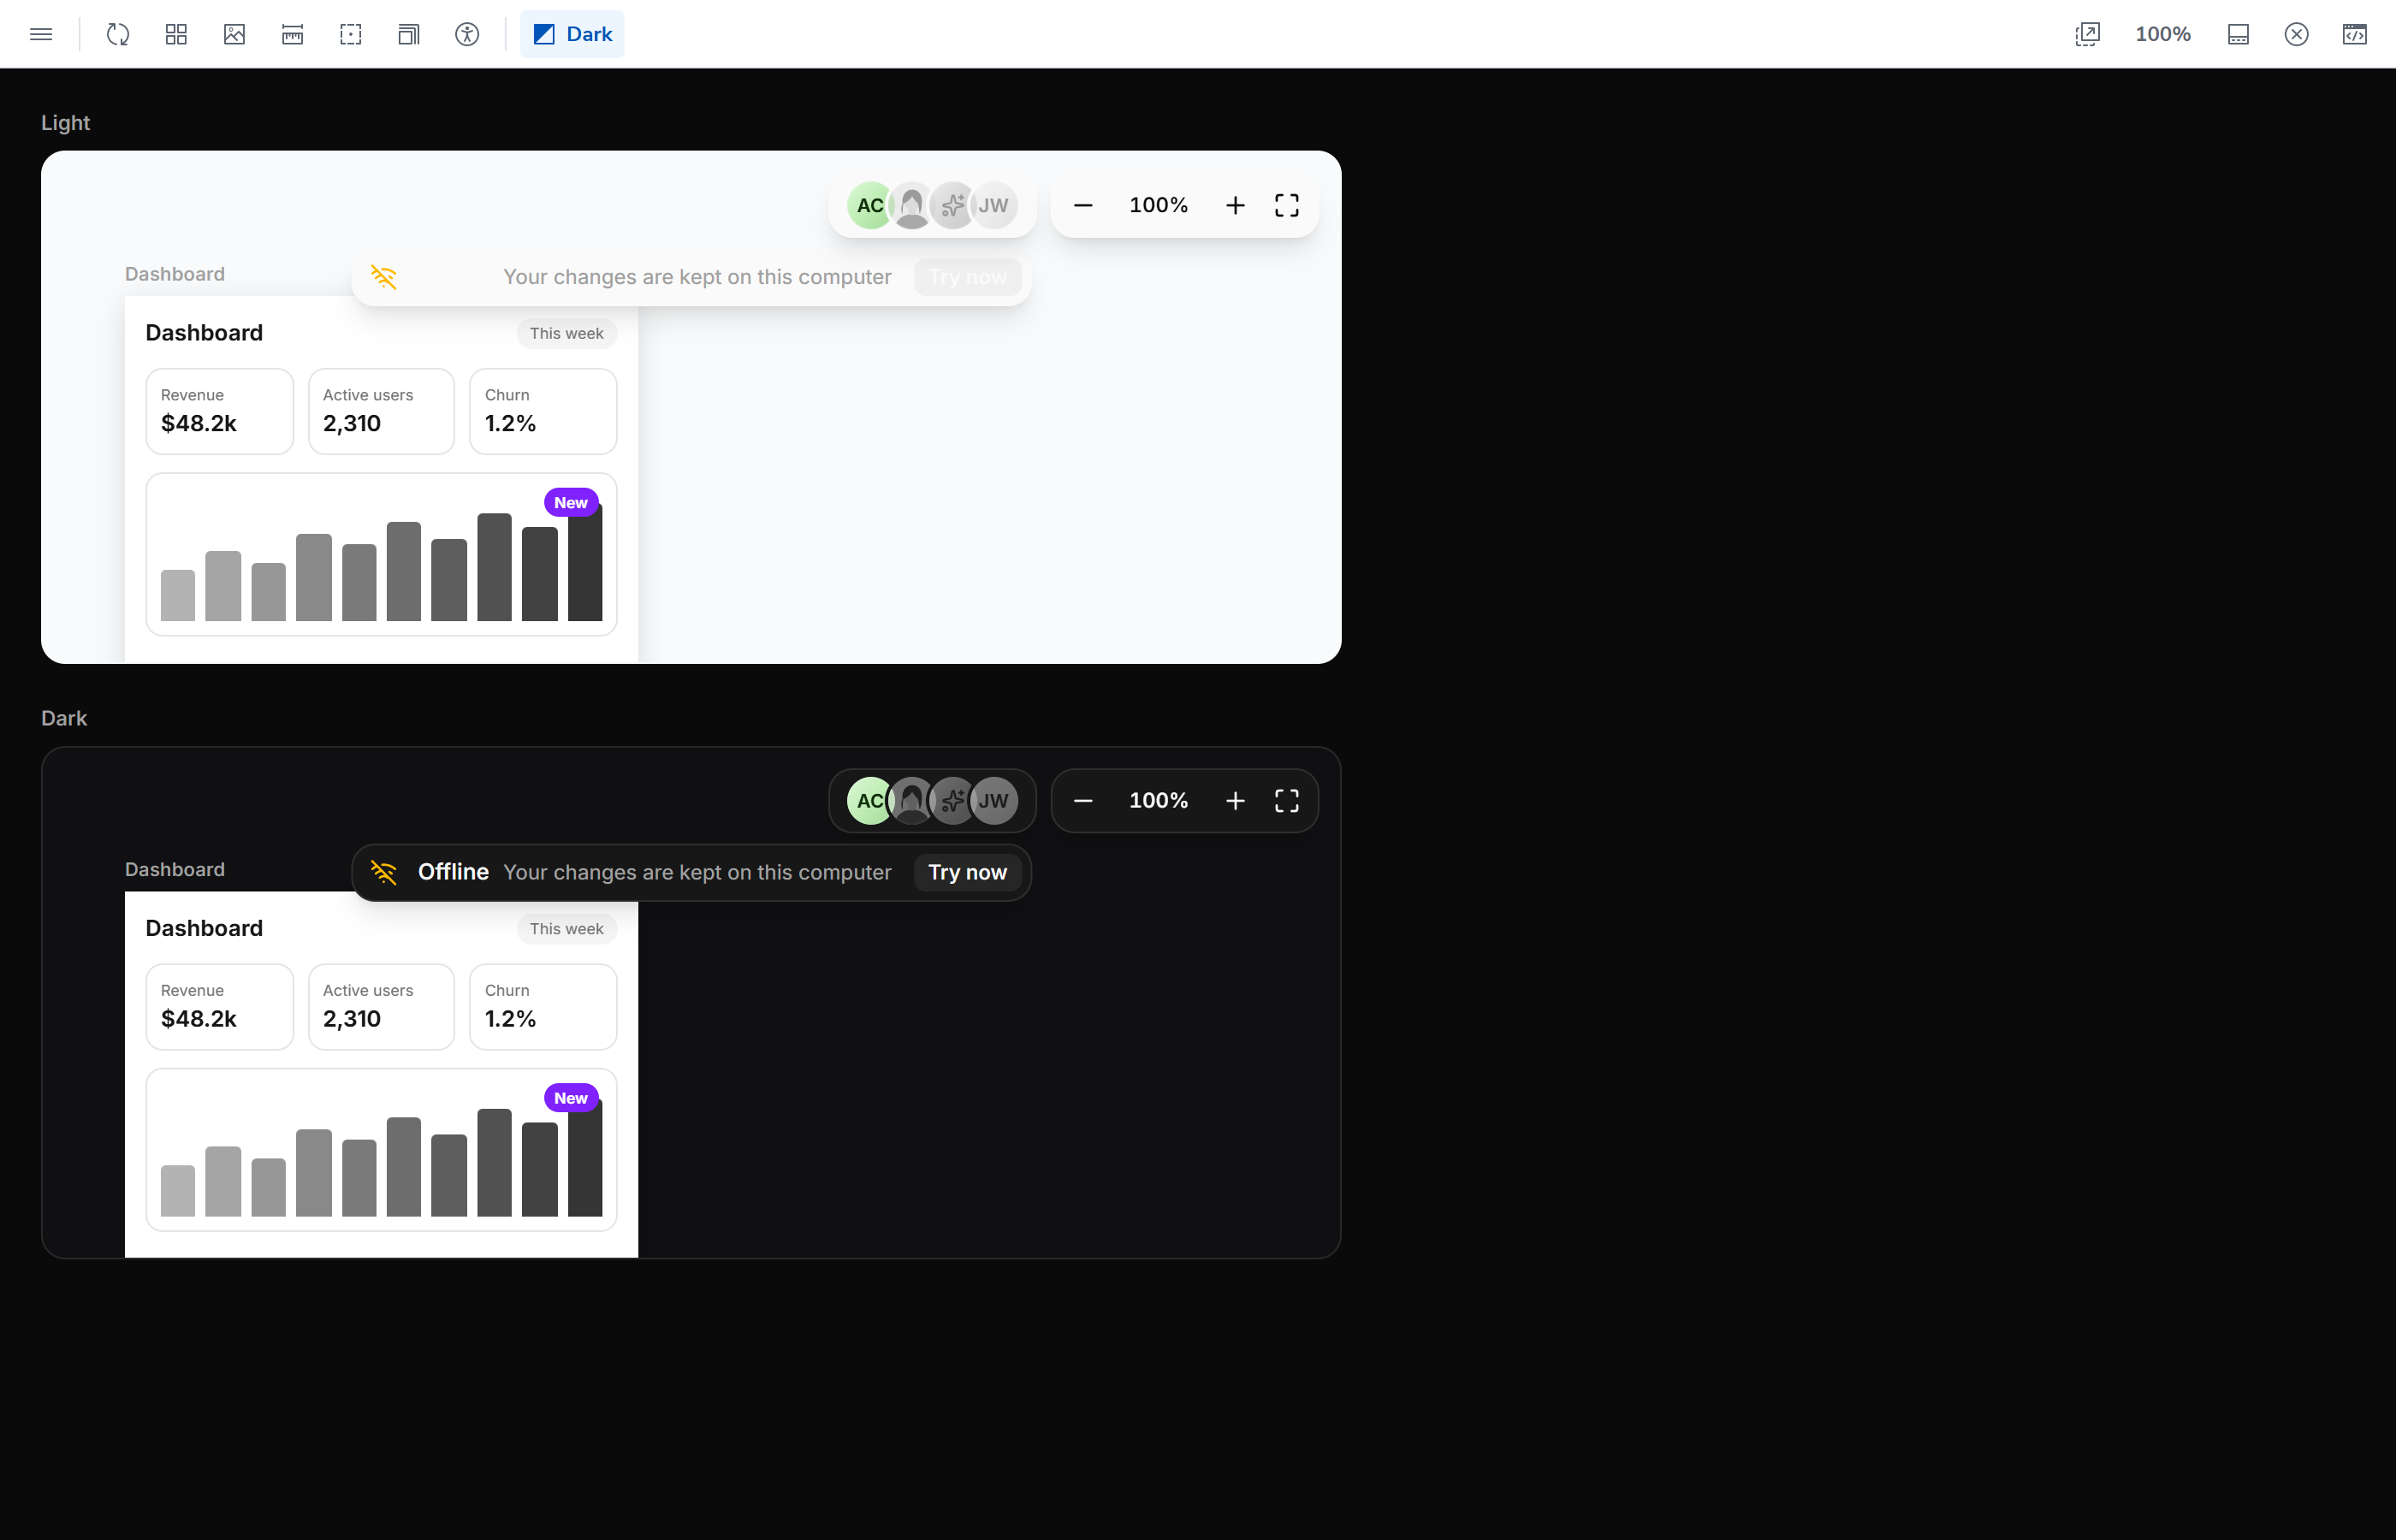 Dark
100%
Light
AC
JW
100%
Dashboard
Your changes are kept on this computer
Try now
Dashboard
This week
Revenue
Active users
Churn
$48.2k
2,310
1.2%
New
Dark
AC
JW
100%
Dashboard
Offline
Your changes are kept on this computer
Try now
Dashboard
This week
Revenue
Active users
Churn
$48.2k
2,310
1.2%
New